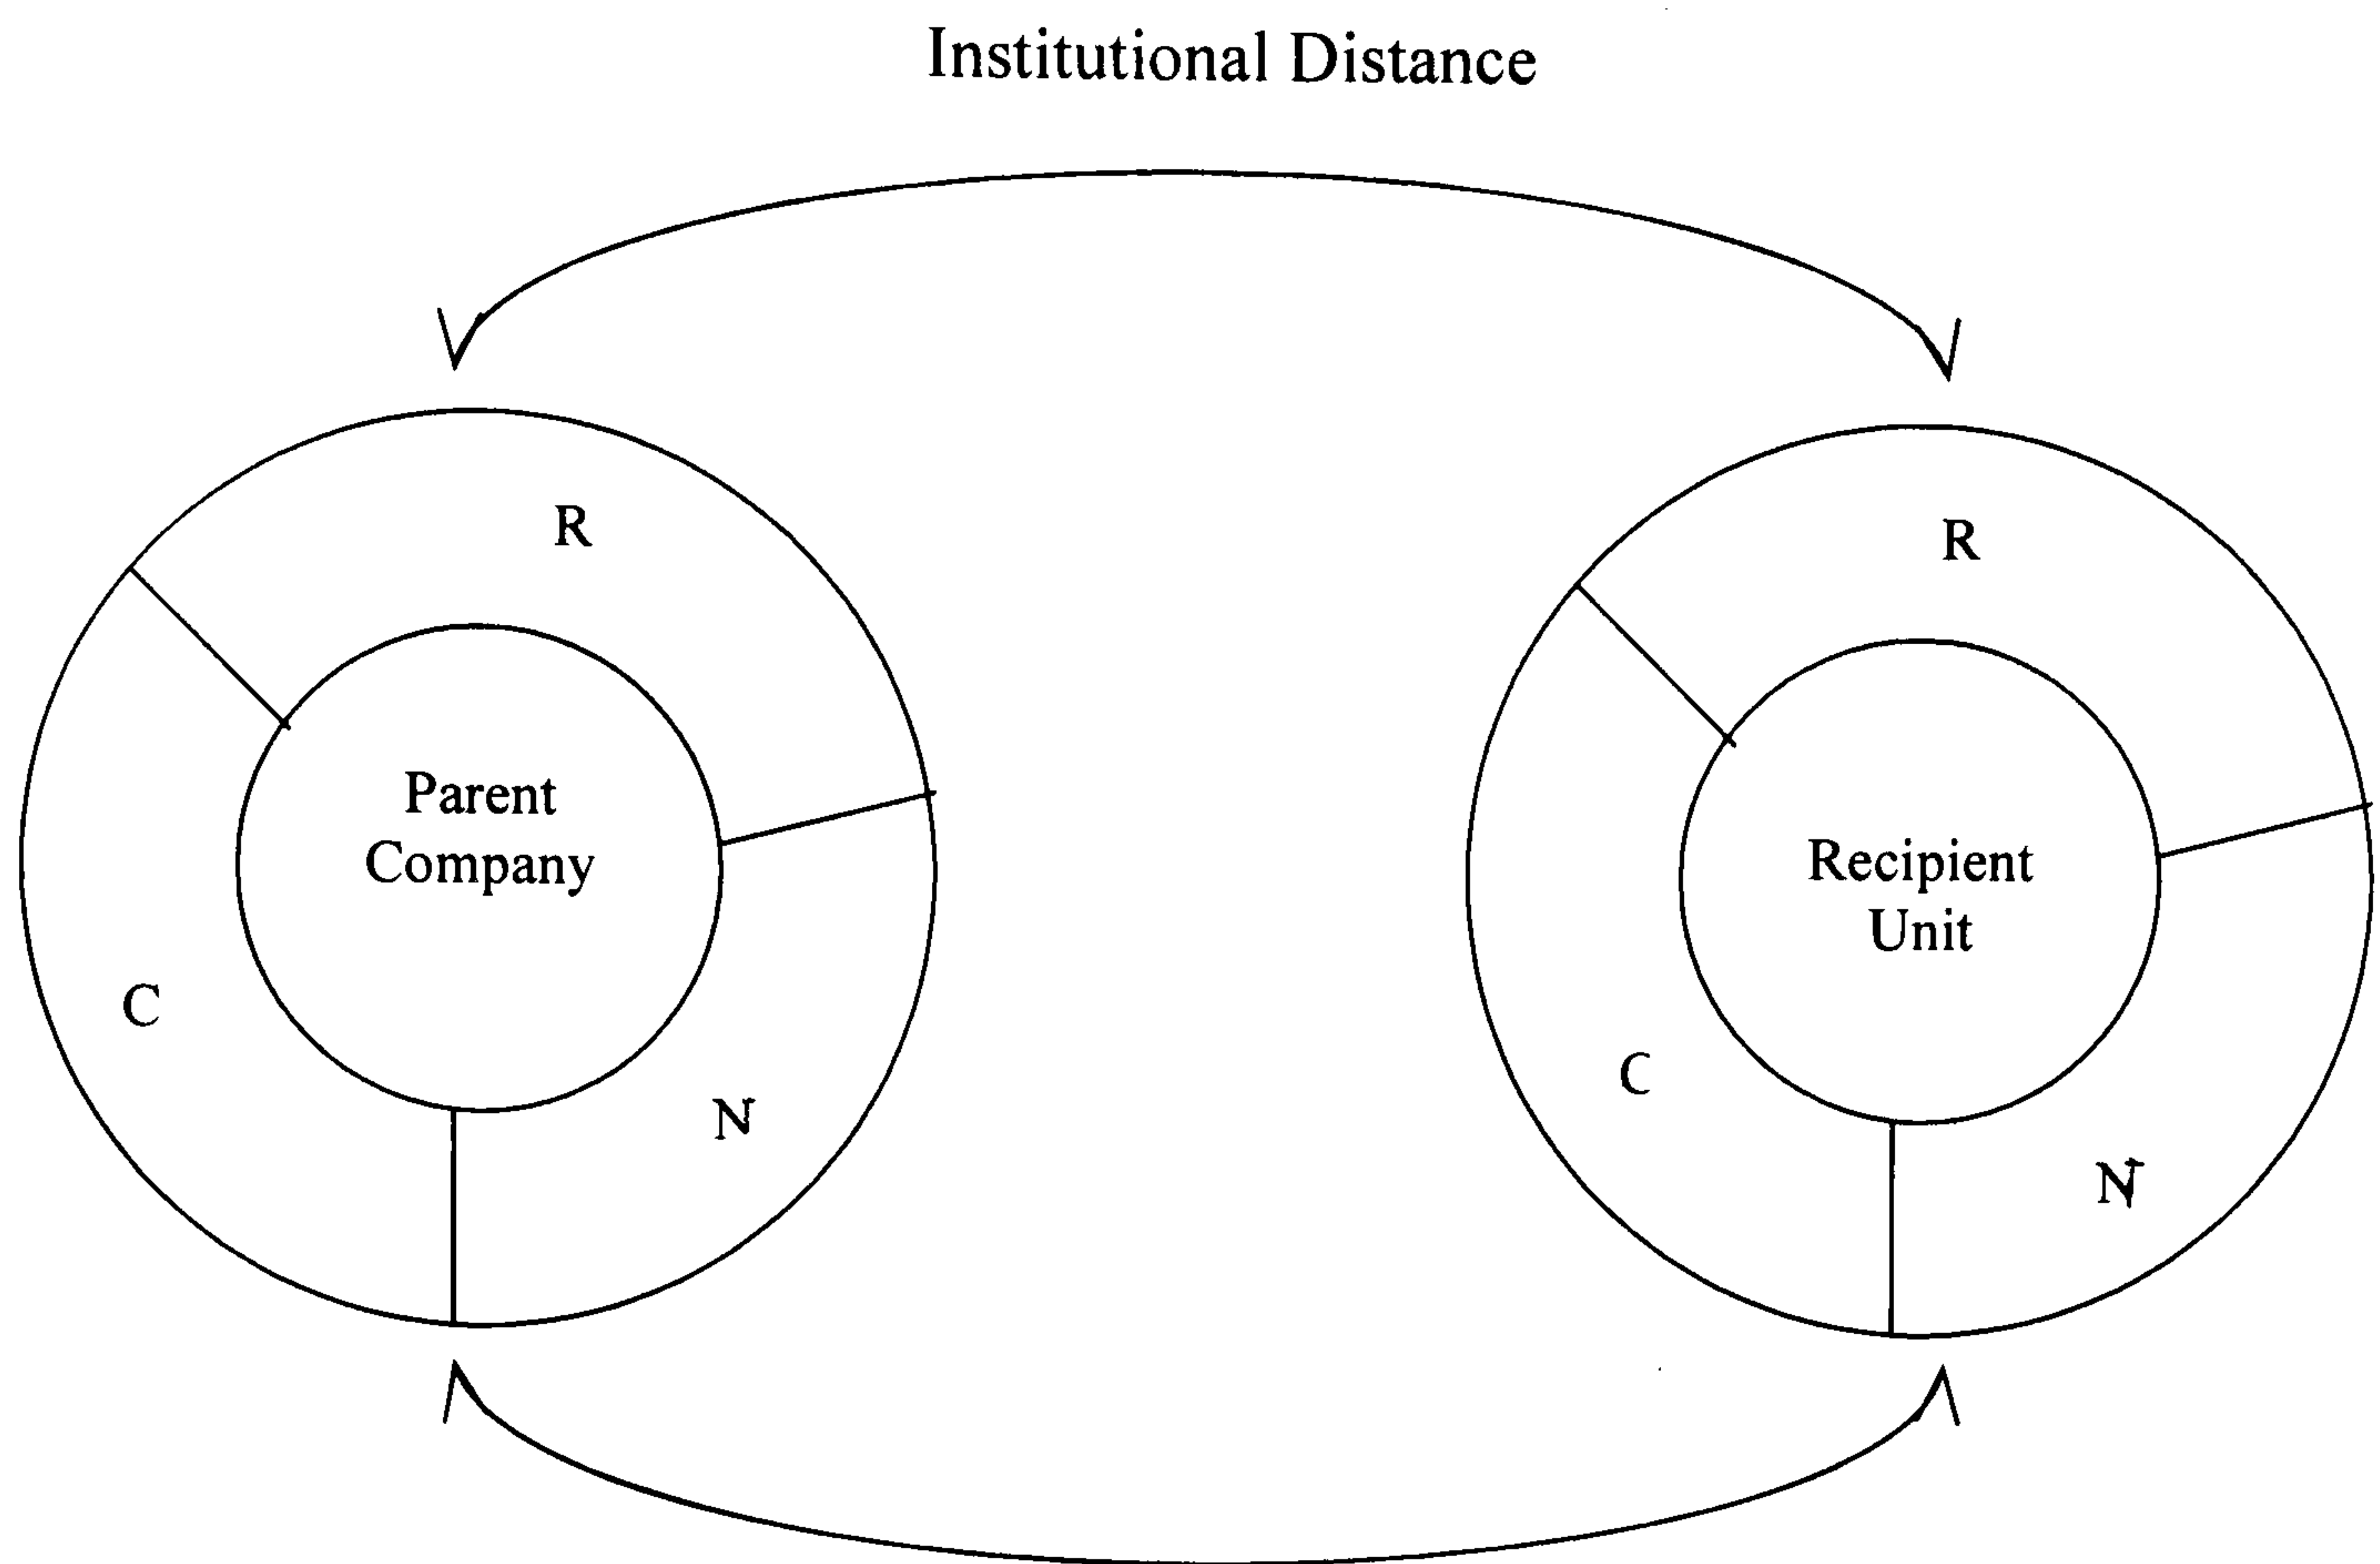 Institutional Distance
R
R
Parent
Company
Recipient
Unit
C
C
N
N